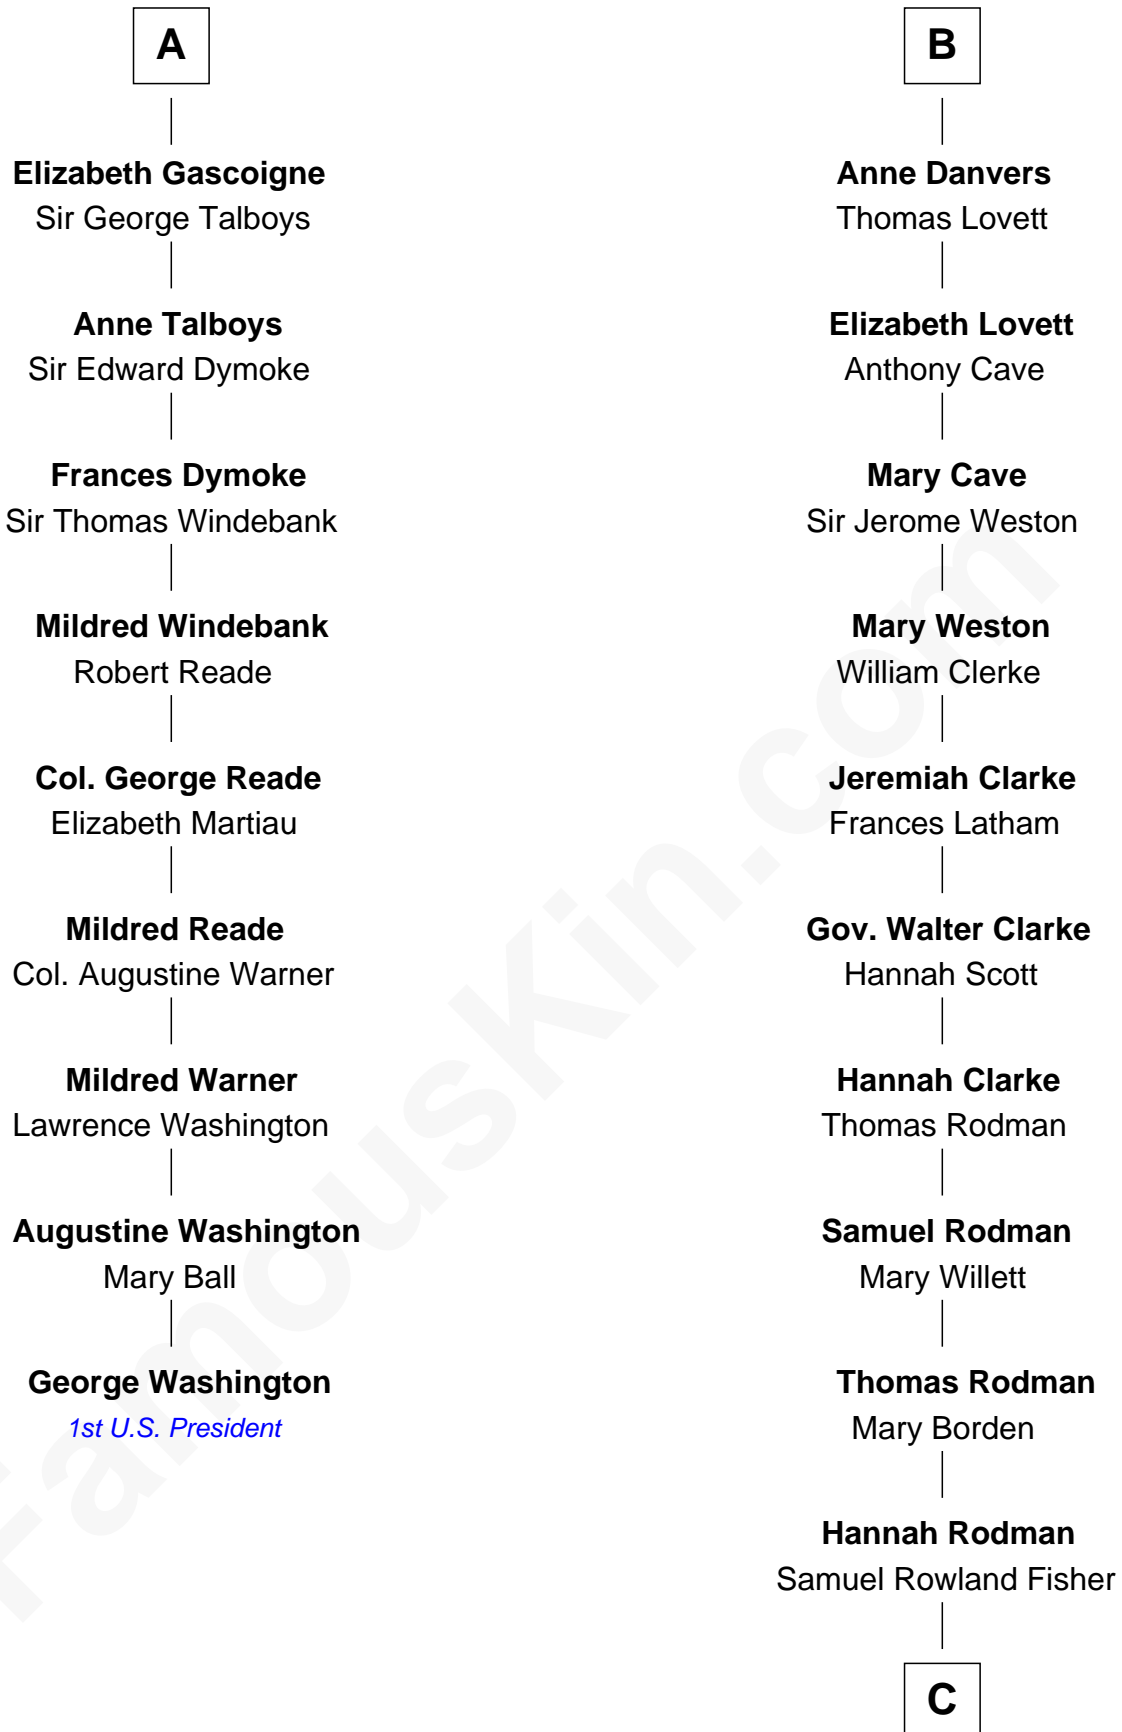 A
Elizabeth Gascoigne
Sir George Talboys
Anne Talboys
Sir Edward Dymoke
Frances Dymoke
Sir Thomas Windebank
Mildred Windebank
Robert Reade
Col. George Reade
Elizabeth Martiau
Mildred Reade
Col. Augustine Warner
Mildred Warner
Lawrence Washington
Augustine Washington
Mary Ball
George Washington
1st U.S. President
B
Anne Danvers
Thomas Lovett
Elizabeth Lovett
Anthony Cave
Mary Cave
Sir Jerome Weston
Mary Weston
William Clerke
Jeremiah Clarke
Frances Latham
Gov. Walter Clarke
Hannah Scott
Hannah Clarke
Thomas Rodman
Samuel Rodman
Mary Willett
Thomas Rodman
Mary Borden
Hannah Rodman
Samuel Rowland Fisher
C
FamousKin.com